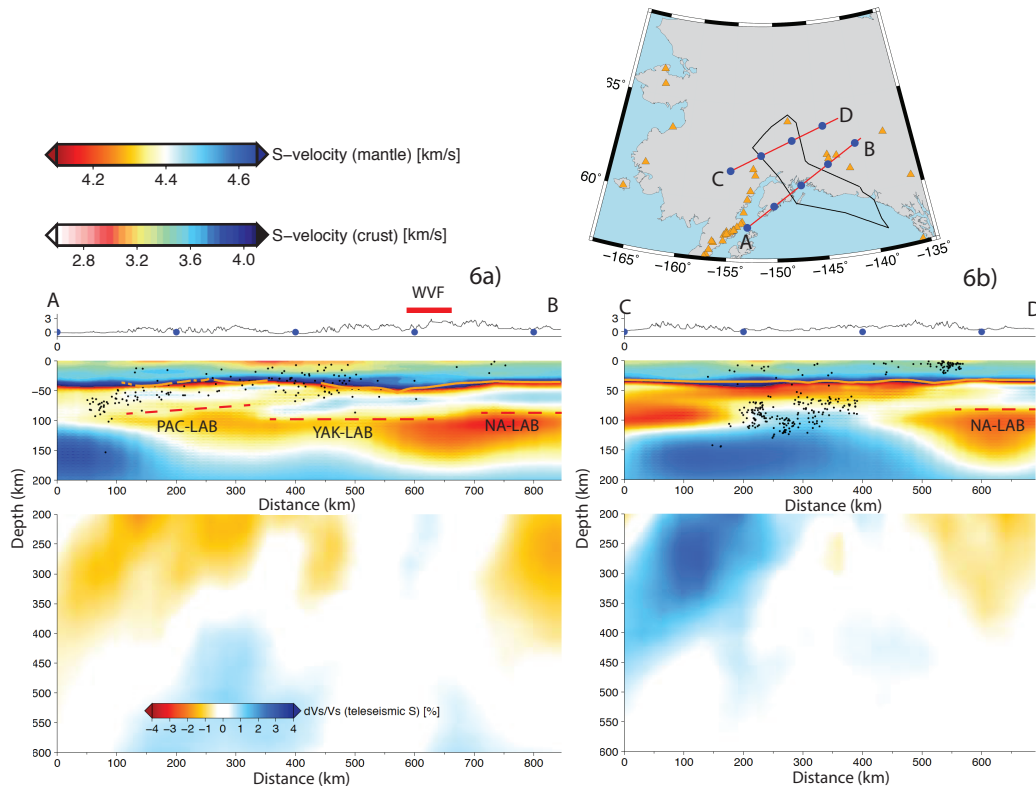 S−velocity (mantle) [km/s]
4.2 4.4 4.6
S−velocity (crust) [km/s]
2.8 3.2 3.6 4.0
65°
60°
−165° −160° −155° −150° −145° −140° −135°
A
B
C
D
6a)
6b)
A
WVF
B
3
0
0
0
−50
100
150
200
PAC-LAB
YAK-LAB
NA-LAB
0 100 200 300 400 500 600 700 800
Distance (km)
Depth (km)
200
250
300
350
400
450
500
550
600
dVs/Vs (teleseismic S) [%]
−4 −3 −2 −1 0 1 2 3 4
0 100 200 300 400 500 600 700 800
Distance (km)
C
D
3
0
0
0
50
100
150
200
NA-LAB
0 100 200 300 400 500 600
Distance (km)
200
250
300
350
400
450
500
550
600
0 100 200 300 400 500 600
Distance (km)